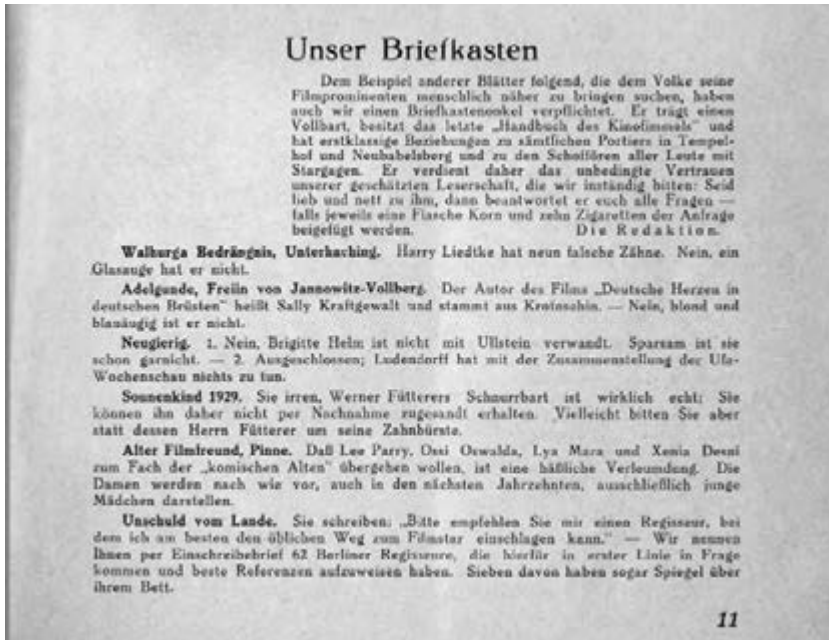 Unser Briefkasten
Dem Beispiel anderer Blätter folgend, die dem Volke seine
Filmprominenten menschlich näher zu bringen suchen, haben
auch wir einen Briefkastenonkel verpflichtet. Er trägt einen
Vollbart, besitzt das letzte „Handbuch des Kinofimmels“ und
hat erstklassige Beziehungen zu sämtlichen Portiers in Tempel-
hof und Neubabelsberg und zu den Schofören aller Leute mit
Stargagen. Er verdient daher das unbedingte Vertrauen
unserer geschätzten Leserschaft, die wir inständig bitten: Seid
lieb und nett zu ihm, dann beantwortet er euch alle Fragen —
falls jeweils eine Flasche Korn und zehn Zigaretten der Anfrage
beigefügt werden. Die Redaktion.
Walburga Bedrängnis, Unterhaching. Harry Liedtke hat neun falsche Zähne. Nein, ein
Glasauge hat er nicht.
Adelgunde, Freiin von Jannowitz-Vollberg. Der Autor des Films „Deutsche Herzen in
deutschen Brüsten“ heißt Sally Kraftgewalt und stammt aus Krotoschin. — Nein, blond und
blauäugig ist er nicht.
Neugierig. 1. Nein, Brigitte Helm ist nicht mit Ullstein verwandt. Sparsam ist sie
schon garnicht. — 2. Ausgeschlossen; Ludendorff hat mit der Zusammenstellung der Ufa-
Wochenschau nichts zu tun.
Sonnenkind 1929. Sie irren, Werner Fütterers Schnurrbart ist wirklich echt; Sie
können ihn daher nicht per Nachnahme zugesandt erhalten. Vielleicht bitten Sie aber
statt dessen Herrn Fütterer um seine Zahnbürste.
Alter Filmfreund, Pinne. Daß Lee Parry, Ossi Oswalda, Lya Mara und Xenia Desni
zum Fach der „komischen Alten“ übergehen wollen, ist eine häßliche Verleumdung. Die
Damen werden nach wie vor, auch in den nächsten Jahrzehnten, ausschließlich junge
Mädchen darstellen.
Unschuld vom Lande. Sie schreiben: „Bitte empfehlen Sie mir einen Regisseur, bei
dem ich am besten den üblichen Weg zum Filmstar einschlagen kann.“ — Wir nennen
Ihnen per Einschreibebrief 62 Berliner Regisseure, die hierfür in erster Linie in Frage
kommen und beste Referenzen aufzuweisen haben. Sieben davon haben sogar Spiegel über
ihrem Bett.
11